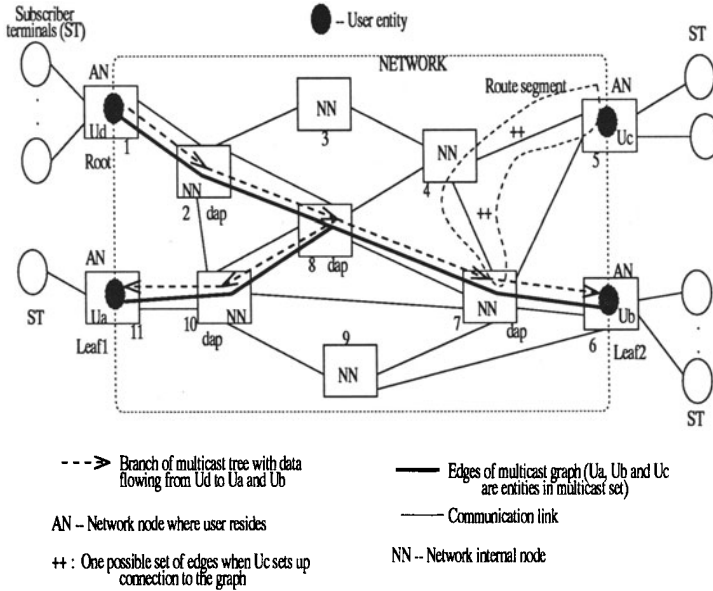 Subscriber
terminals (ST)
-- User entity
NETWORK
Route segment
ST
AN
AN
NN
3
++
Ud
1
Uc
5
Root
NN
4
NN
2
dap
++
8
dap
AN
AN
Ua
NN
NN
Ub
ST
11
10
dap
7
dap
6
Leaf1
9
NN
Leaf2
ST
Branch of multicast tree with data
flowing from Ud to Ua and Ub
Edges of multicast graph (Ua, Ub and Uc
are entities in multicast set)
AN -- Network node where user resides
Communication link
++ : One possible set of edges when Uc sets up
connection to the graph
NN -- Network internal node